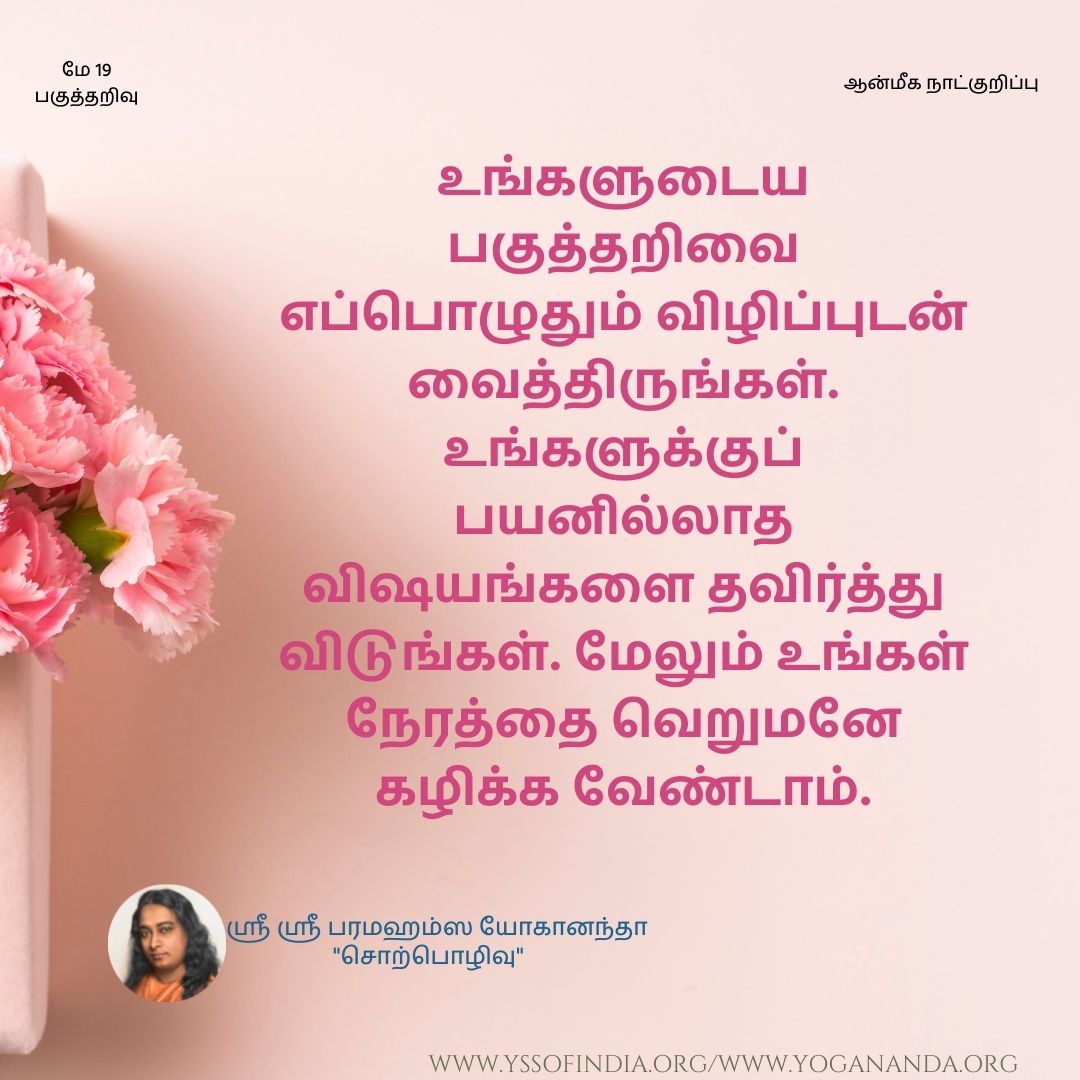 மே 19
பகுத்தறிவு
ஆன்மீக நாட்குறிப்பு
உங்களுடைய
பகுத்தறிவை
எப்பொழுதும் விழிப்புடன்
வைத்திருங்கள்.
உங்களுக்குப்
பயனில்லாத
விஷயங்களை தவிர்த்து
விடுங்கள். மேலும் உங்கள்
நேரத்தை வெறுமனே
கழிக்க வேண்டாம்.
ஸ்ரீ ஸ்ரீ பரமஹம்ஸ யோகானந்தா
"சொற்பொழிவு"
WWW.YSSOFINDIA.ORG/WWW.YOGANANDA.ORG